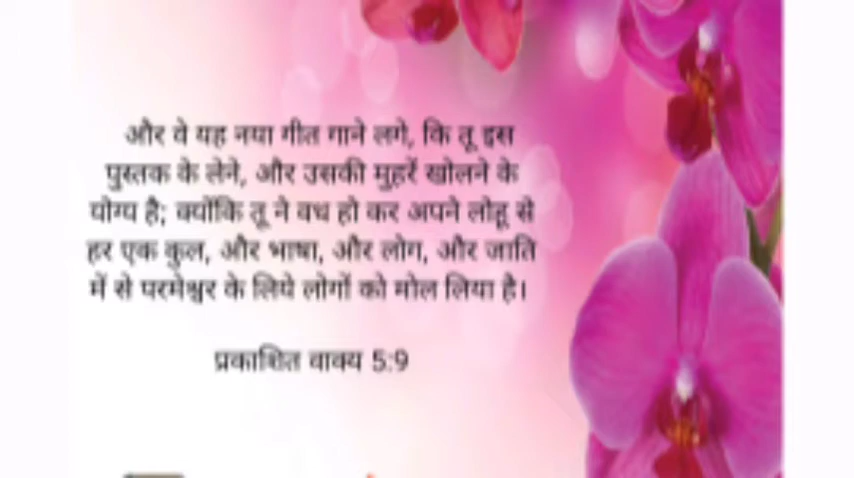 और वे यह नया गीत गाने लगे, कि तू इस
पुस्तक के लेने, और उसकी मुहरें खोलने के
योग्य है; क्योंकि तू ने वध हो कर अपने लोहू से
हर एक कुल, और भाषा, और लोग, और जाति
में से परमेश्वर के लिये लोगों को मोल लिया है।
प्रकाशित वाक्य 5:9